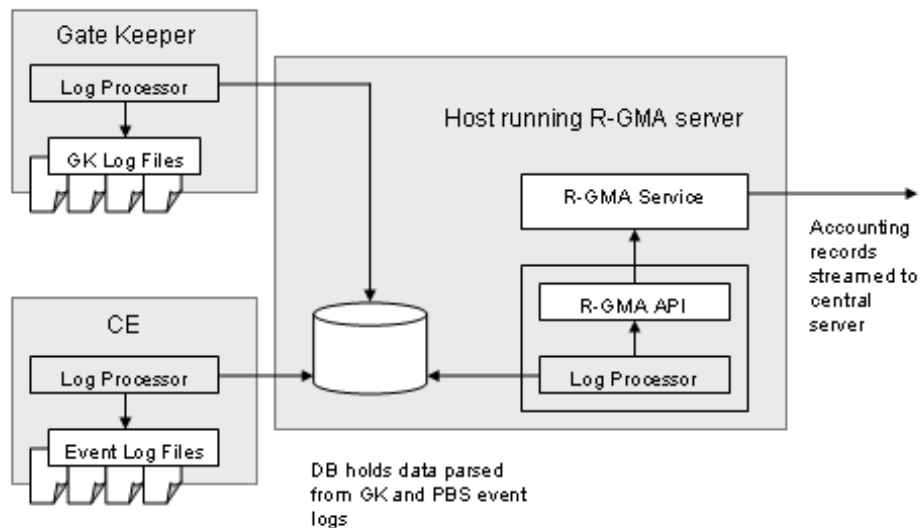 Gate Keeper
Log Processor
GK Log Files
Host running R-GMA server
R-GMA Service
Accounting
records
streamed to
central
server
R-GMA API
Log Processor
CE
Log Processor
Event Log Files
DB holds data parsed
from GK and PBS event
logs